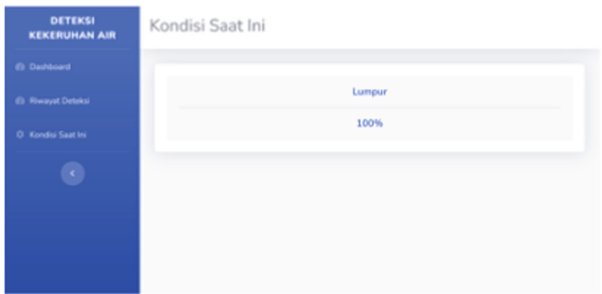 DETEKSI
KEKERUHAN AIR
Dashboard
Riwayat Deteksi
Kondisi Saat Ini
Kondisi Saat Ini
Lumpur
100%